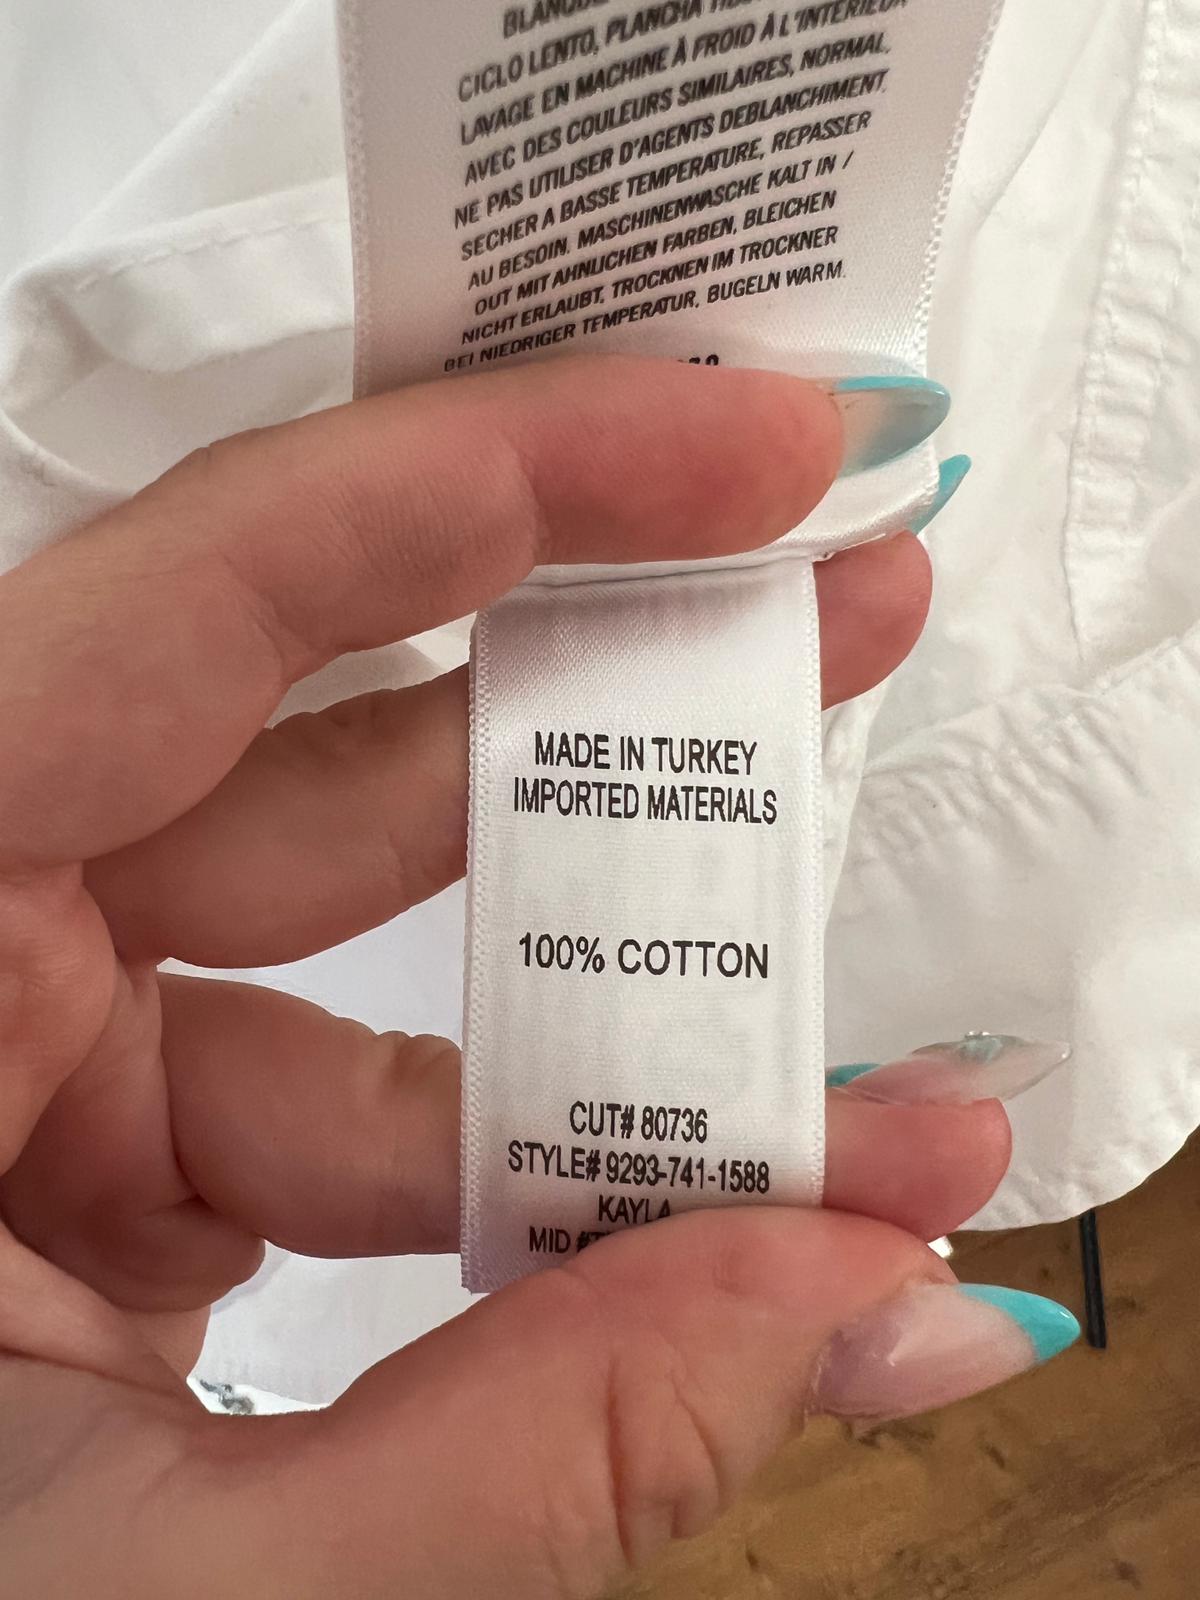 CICLO LENTO, PLANCHA
LAVAGE EN MACHINE À FROID À L'INTERIEUR
AVEC DES COULEURS SIMILAIRES, NORMAL,
NE PAS UTILISER D'AGENTS DEBLANCHIMENT.
SECHER A BASSE TEMPERATURE, REPASSER
AU BESOIN. MASCHINENWASCHE KALT IN /
OUT MIT AHNLICHEN FARBEN, BLEICHEN
NICHT ERLAUBT, TROCKNEN IM TROCKNER
BEI NIEDRIGER TEMPERATUR, BUGELN WARM.
MADE IN TURKEY
IMPORTED MATERIALS
100% COTTON
CUT# 80736
STYLE# 9293-741-1588
KAYLA
MID